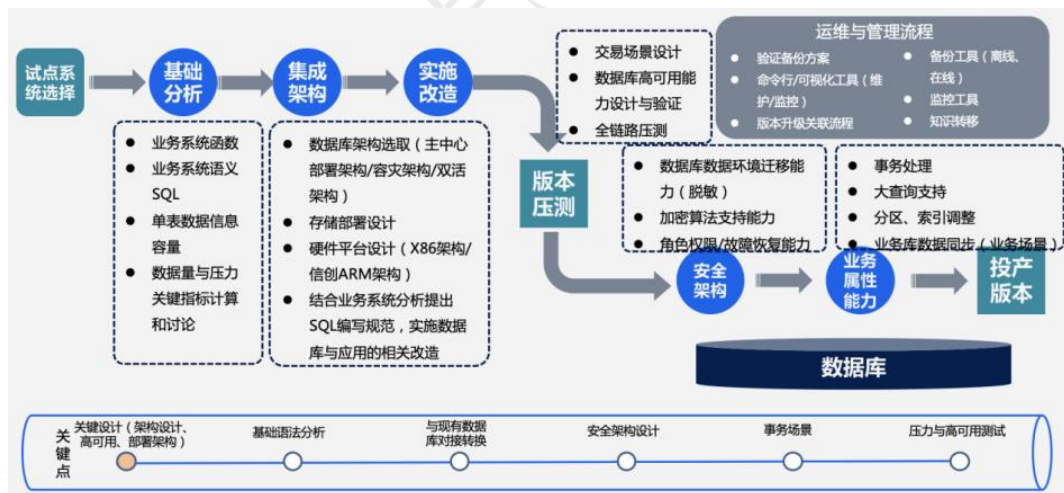 试点系
统选择
基础
分析
集成
架构
实施
改造
业务系统函数
业务系统语义
SQL
单表数据信息
容量
数据量与压力
关键指标计算
和讨论
数据库架构选取（主中心
部署架构/容灾架构/双活
架构）
存储部署设计
硬件平台设计（X86架构/
信创ARM架构）
结合业务系统分析提出
SQL编写规范，实施数据
库与应用的相关改造
交易场景设计
数据库高可用能
力设计与验证
全链路压测
版本
压测
运维与管理流程
验证备份方案
命令行/可视化工具（维
护/监控）
版本升级关联流程
备份工具（离线、
在线）
监控工具
知识转移
数据库数据环境迁移能
力（脱敏）
加密算法支持能力
角色权限/故障恢复能力
事务处理
大查询支持
分区、索引调整
业务库数据同步（业务场景）
安全
架构
业务
属性
能力
投产
版本
数据库
关
键
点
关键设计（架构设计、
高可用、部署架构）
基础语法分析
与现有数据
库对接转换
安全架构设计
事务场景
压力与高可用测试